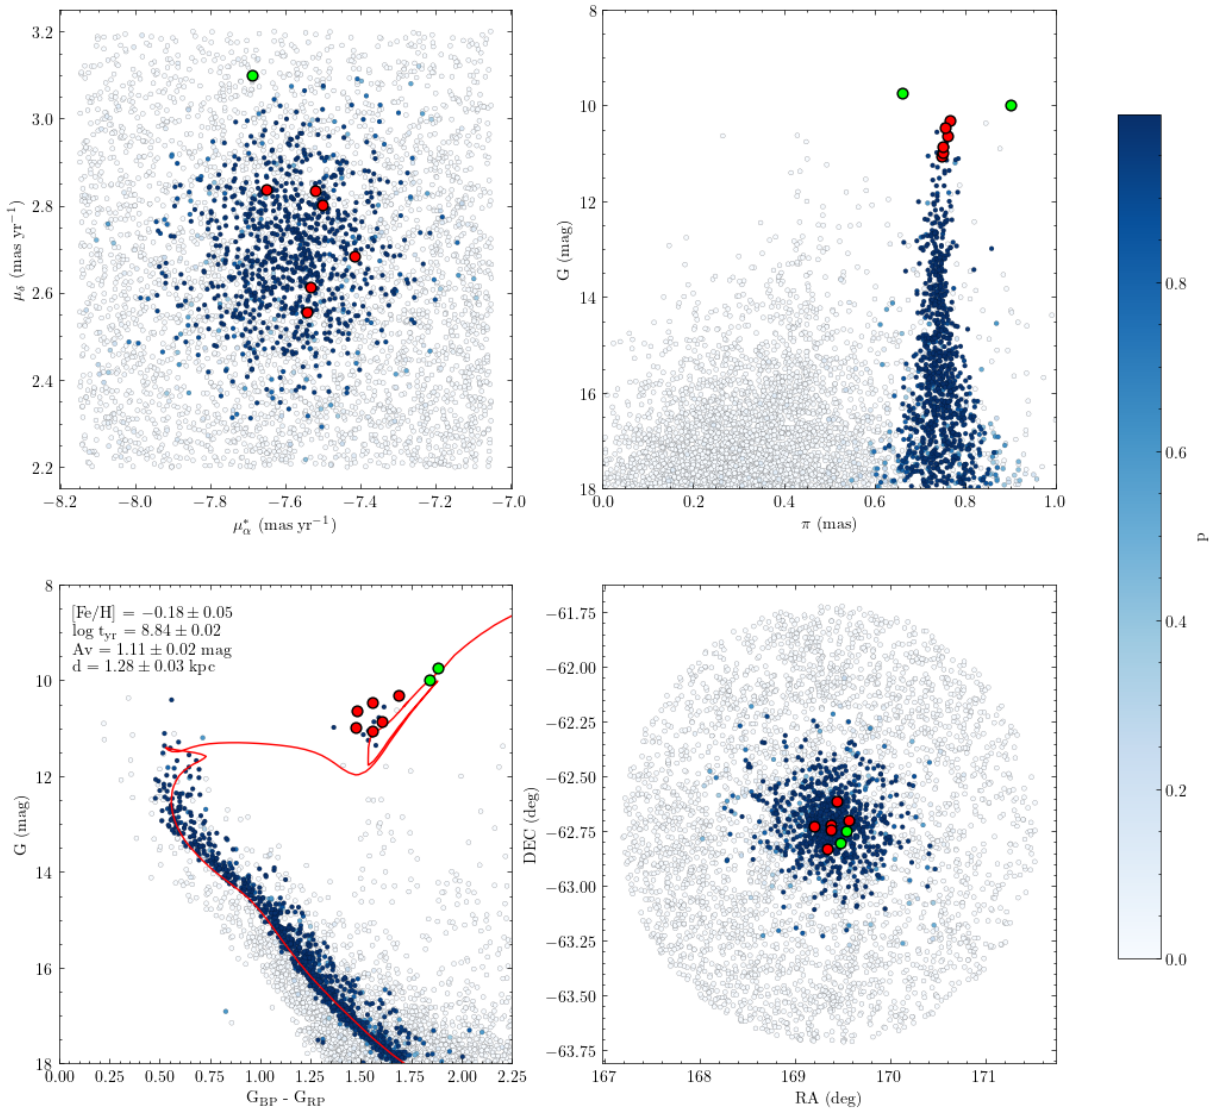 3.2
3.0
2.8
2.6
2.4
2.2
μ_δ (mas yr⁻¹)
−8.2 −8.0 −7.8 −7.6 −7.4 −7.2 −7.0
μ*_α (mas yr⁻¹)
8
10
12
14
16
18
G (mag)
0.0 0.2 0.4 0.6 0.8 1.0
π (mas)
0.8
0.6
0.4
0.2
0.0
p
[Fe/H] = −0.18 ± 0.05
log t_yr = 8.84 ± 0.02
Av = 1.11 ± 0.02 mag
d = 1.28 ± 0.03 kpc
8
10
12
14
16
18
G (mag)
0.00 0.25 0.50 0.75 1.00 1.25 1.50 1.75 2.00 2.25
G_BP - G_RP
−61.75
−62.00
−62.25
−62.50
−62.75
−63.00
−63.25
−63.50
−63.75
DEC (deg)
167 168 169 170 171
RA (deg)